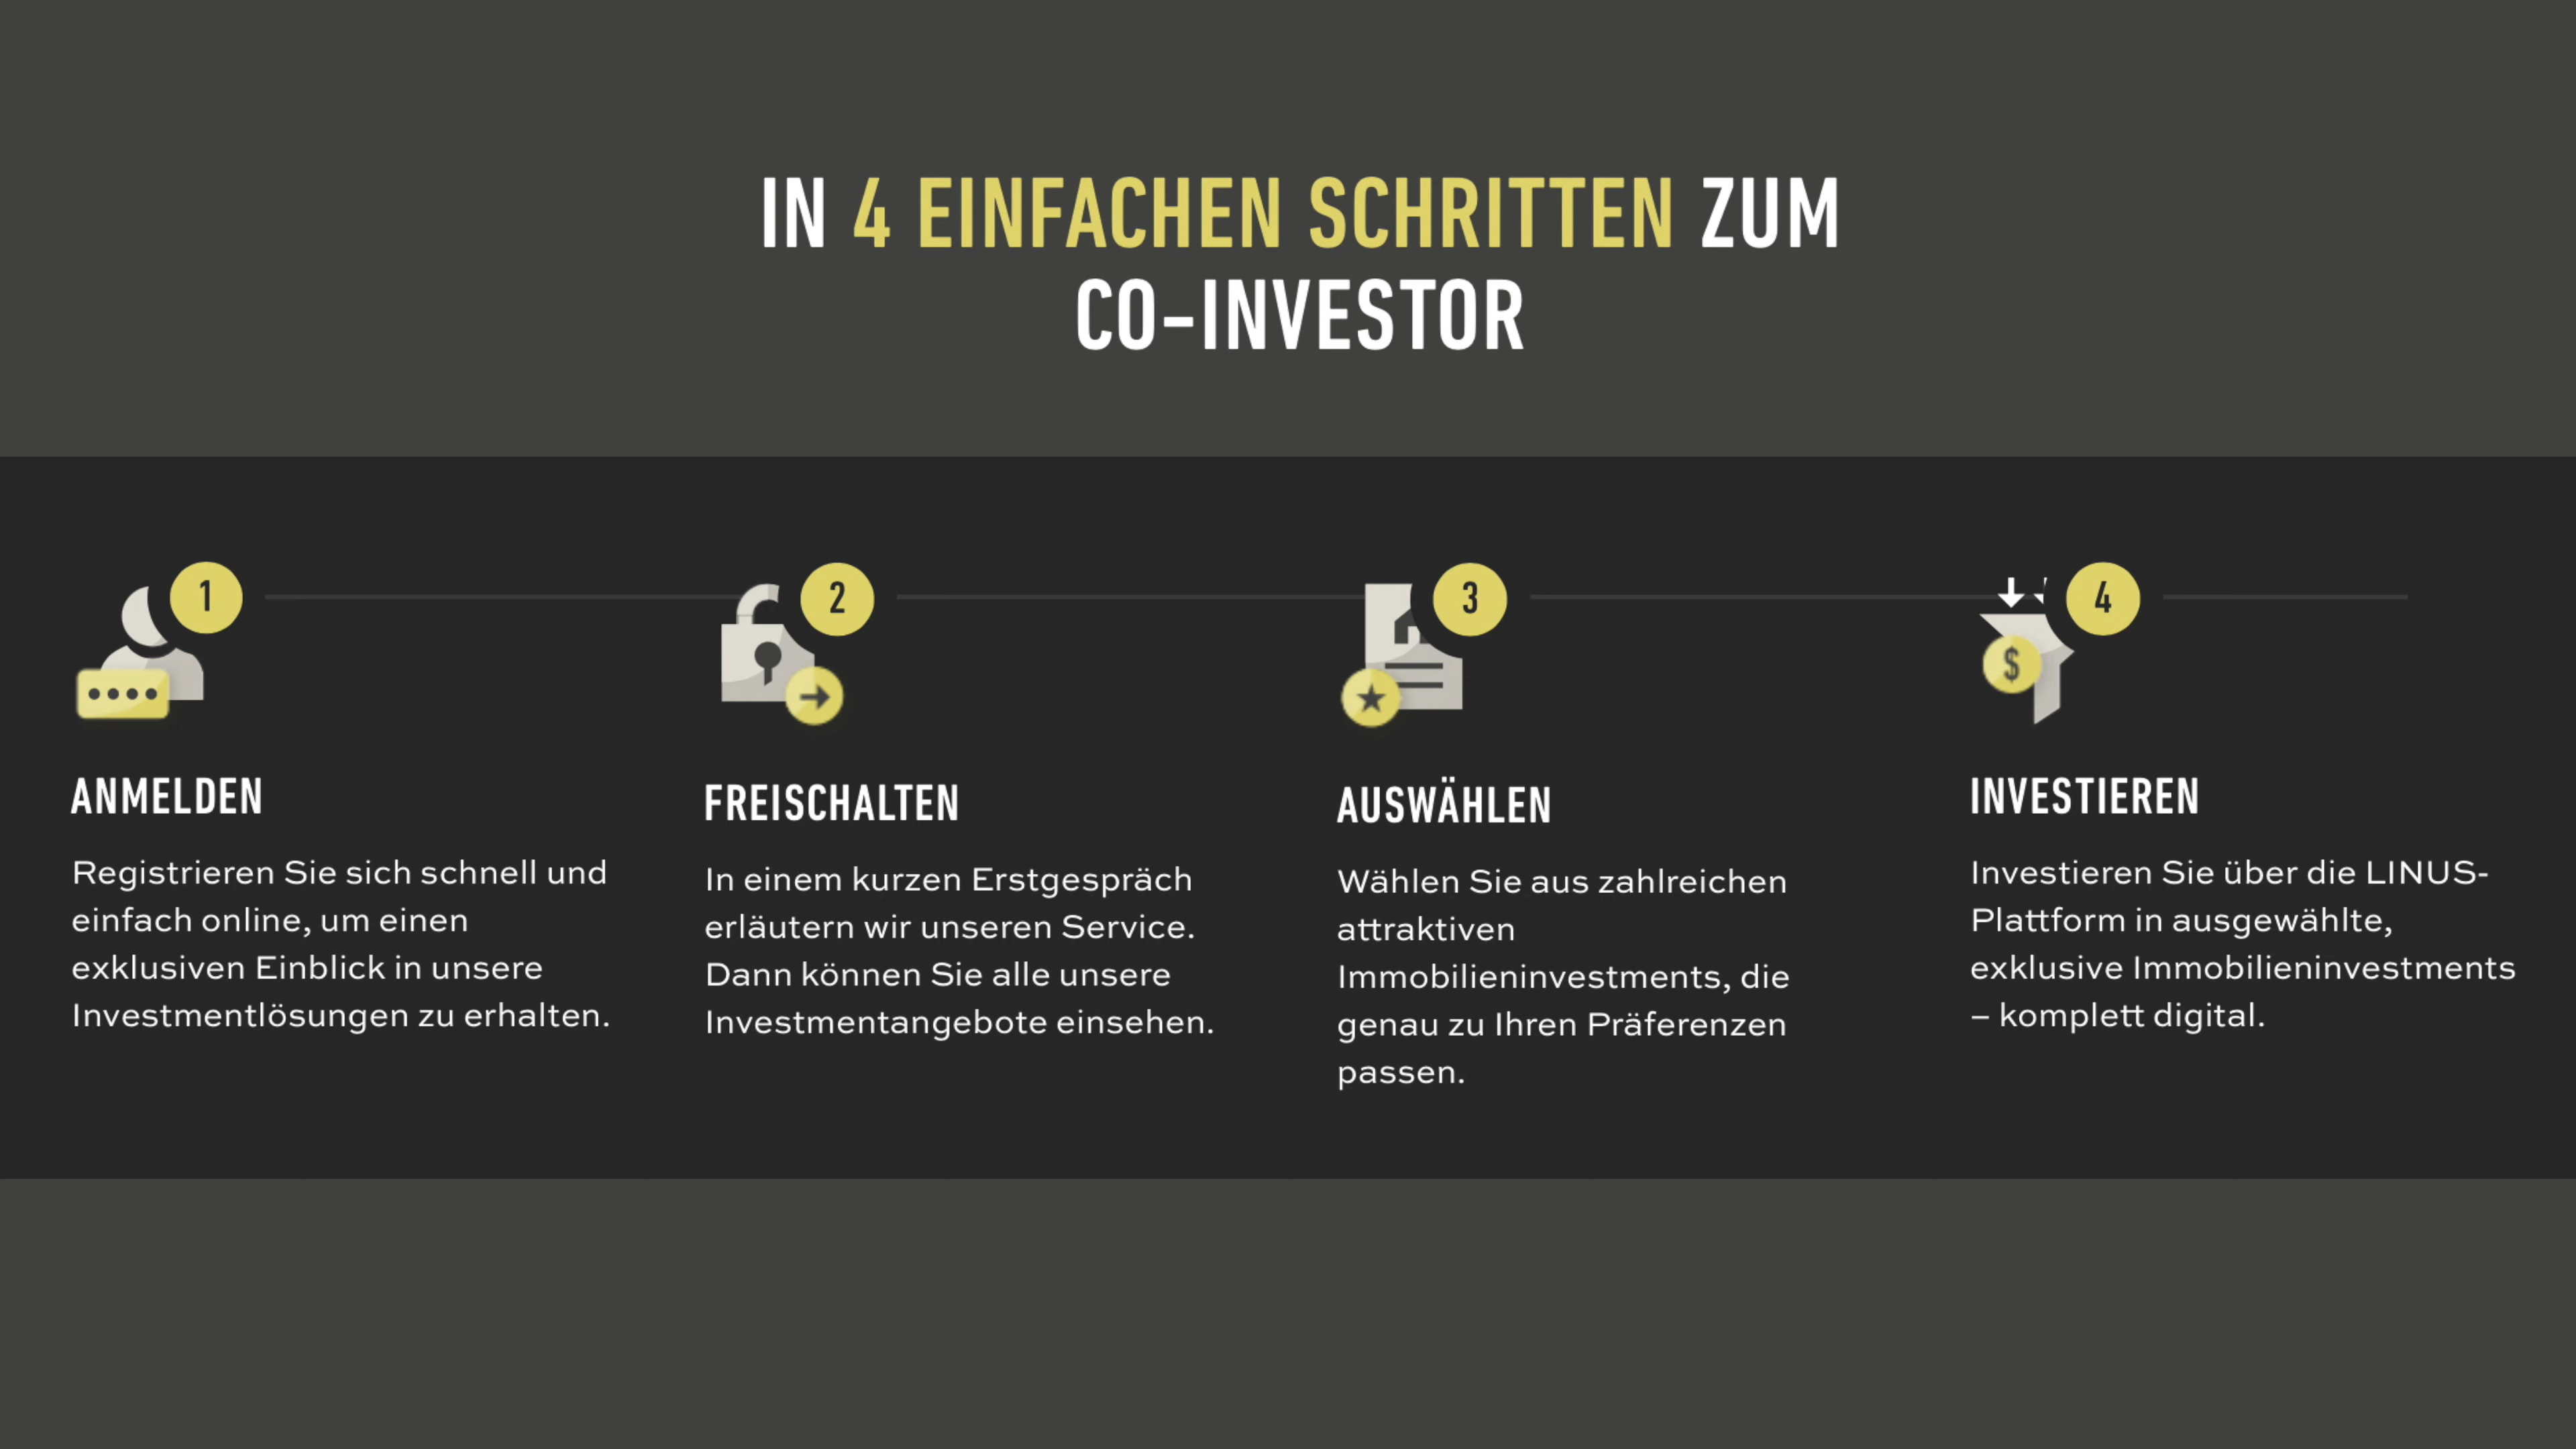 IN 4 EINFACHEN SCHRITTEN ZUM
CO-INVESTOR
1
ANMELDEN
Registrieren Sie sich schnell und
einfach online, um einen
exklusiven Einblick in unsere
Investmentlösungen zu erhalten.
2
FREISCHALTEN
In einem kurzen Erstgespräch
erläutern wir unseren Service.
Dann können Sie alle unsere
Investmentangebote einsehen.
3
AUSWÄHLEN
Wählen Sie aus zahlreichen
attraktiven
Immobilieninvestments, die
genau zu Ihren Präferenzen
passen.
4
$
INVESTIEREN
Investieren Sie über die LINUS-
Plattform in ausgewählte,
exklusive Immobilieninvestments
– komplett digital.